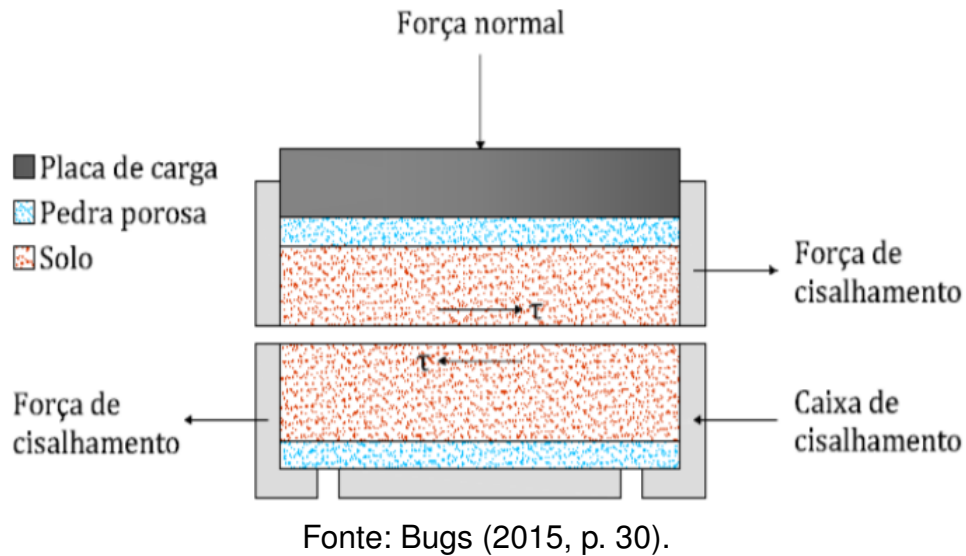 Força normal
Placa de carga
Pedra porosa
Solo
τ
τ
Força de
cisalhamento
Força de
cisalhamento
Caixa de
cisalhamento
Fonte: Bugs (2015, p. 30).